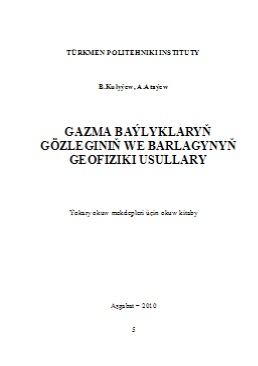 TÜRKMEN POLITEHNIKI INSTITUTY
B.Kulyýew, A.Ataýew
GAZMA BAÝLYKLARYŇ
GÖZLEGINIŇ WE BARLAGYNYŇ
GEOFIZIKI USULLARY
Ýokary okuw mekdepleri üçin okuw kitaby
Aşgabat – 2010
5